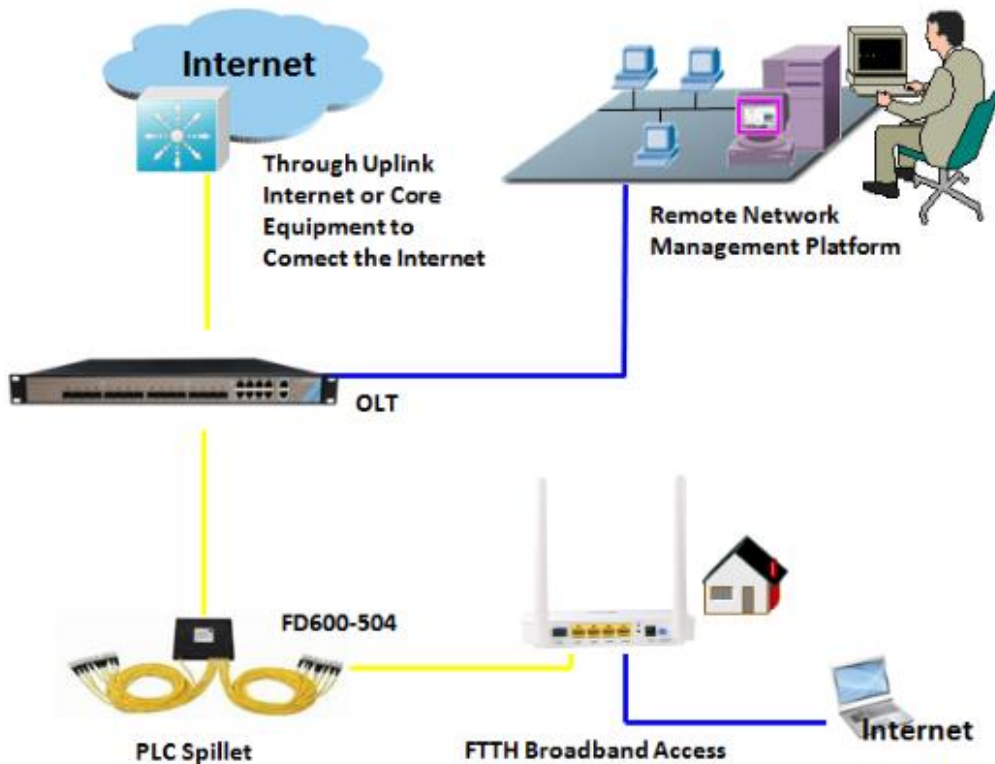 Internet
Through Uplink
Internet or Core
Equipment to
Comect the Internet
Remote Network
Management Platform
OLT
FD600-504
PLC Spillet
FTTH Broadband Access
Internet